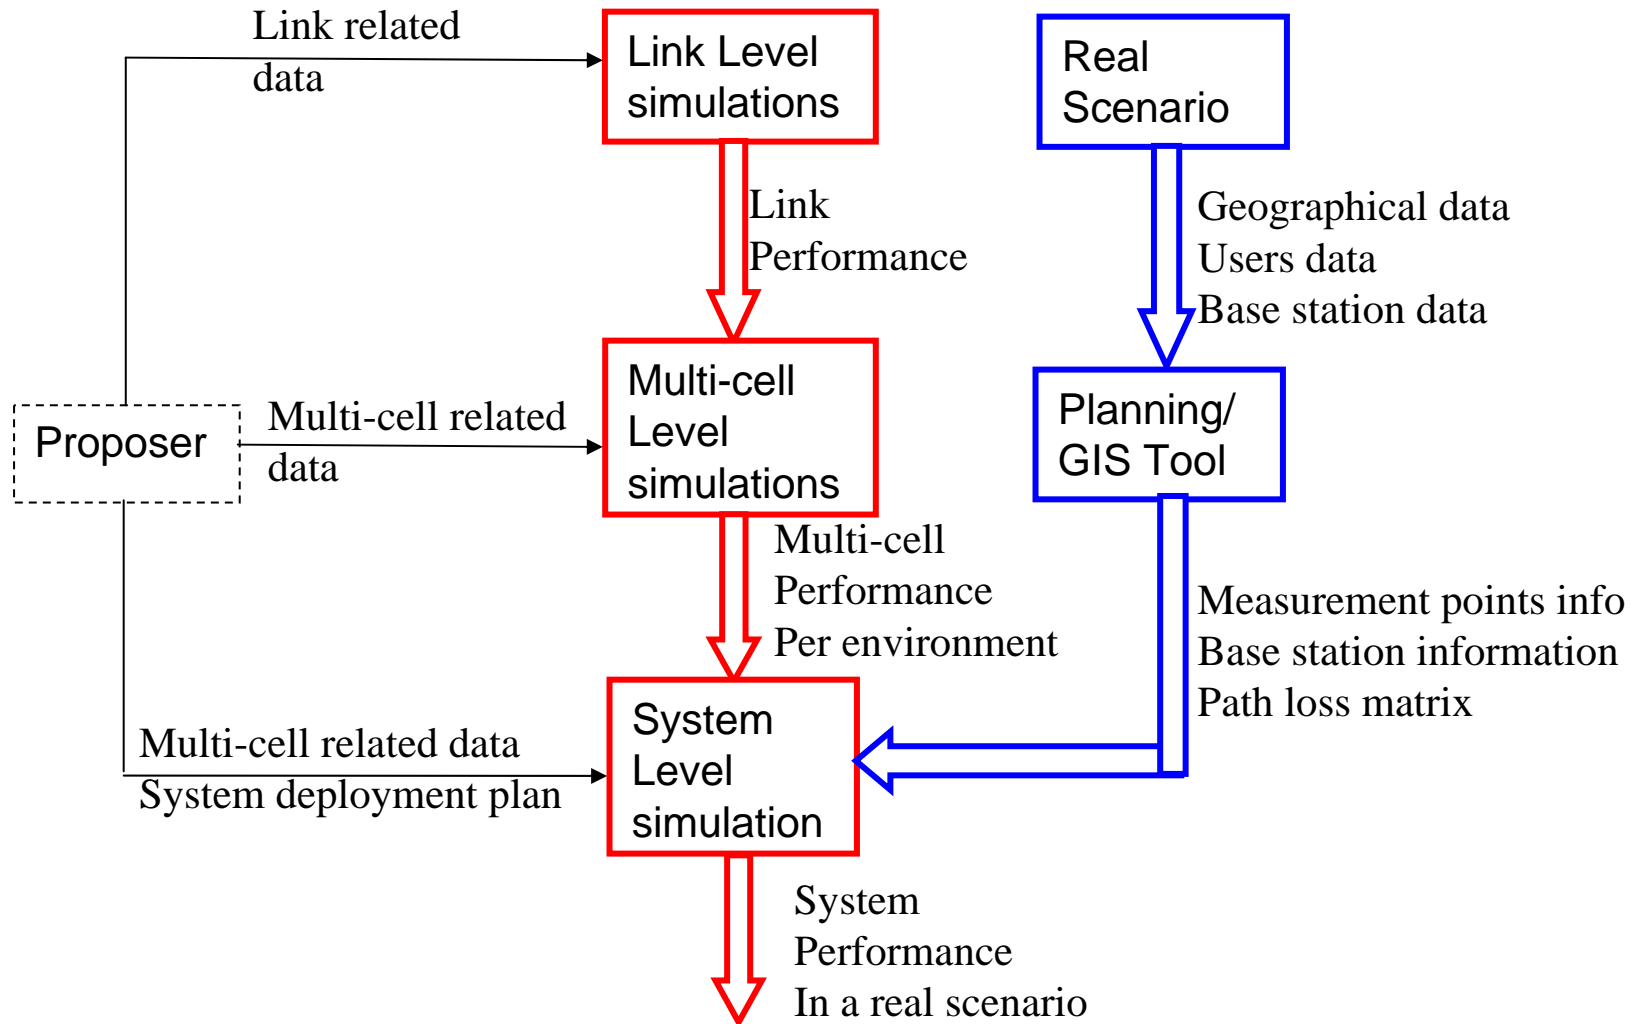 Link related
data
Link Level
simulations
Real
Scenario
Link
Performance
Geographical data
Users data
Base station data
Proposer
Multi-cell related
data
Multi-cell
Level
simulations
Planning/
GIS Tool
Multi-cell
Performance
Per environment
Measurement points info
Base station information
Path loss matrix
Multi-cell related data
System deployment plan
System
Level
simulation
System
Performance
In a real scenario